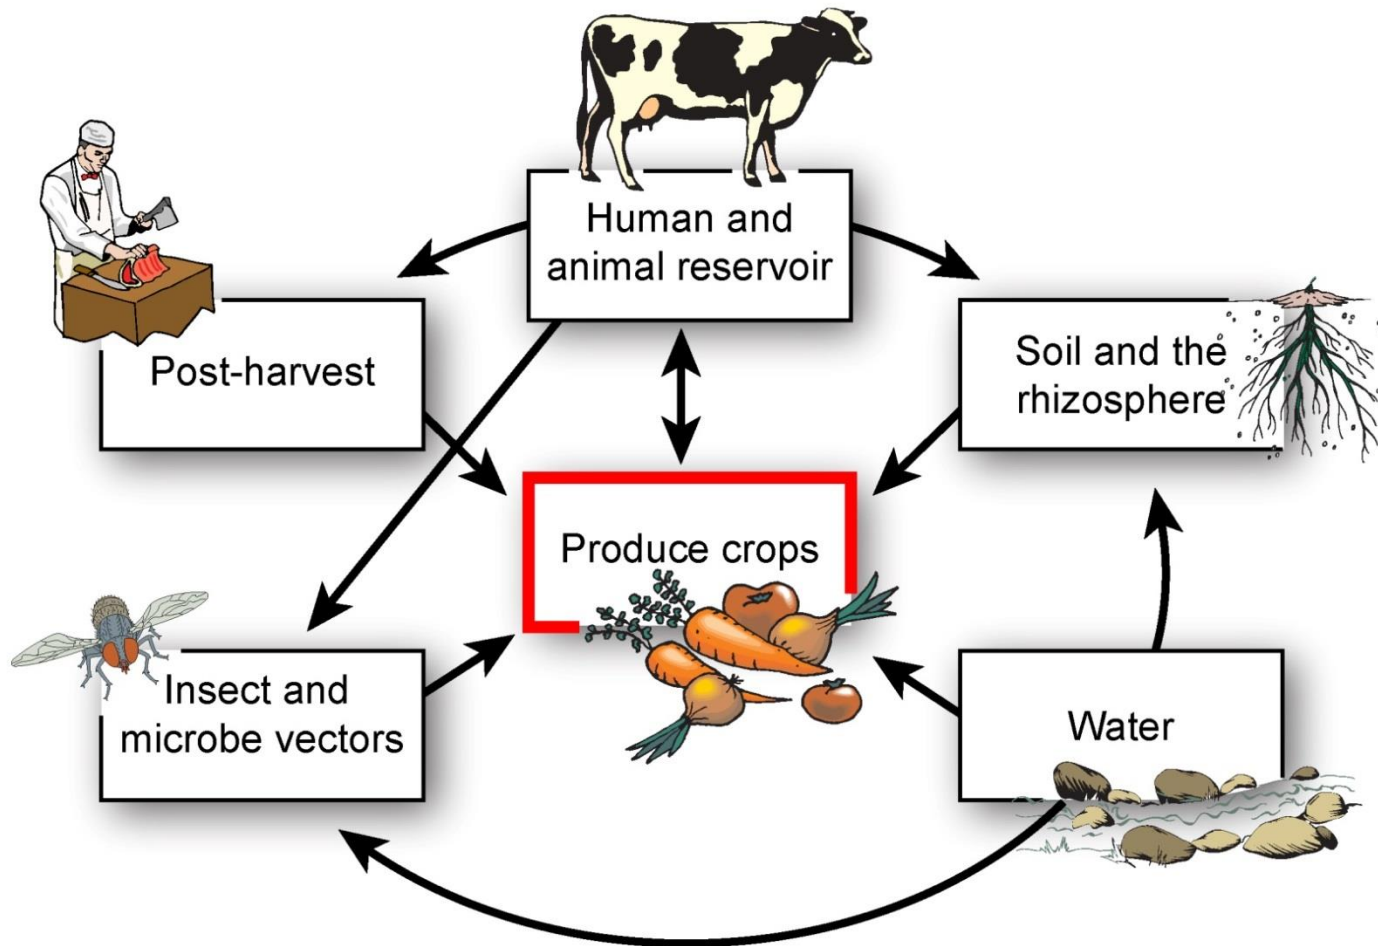 Human and
animal reservoir
Post-harvest
Soil and the
rhizosphere
Produce crops
Insect and
microbe vectors
Water